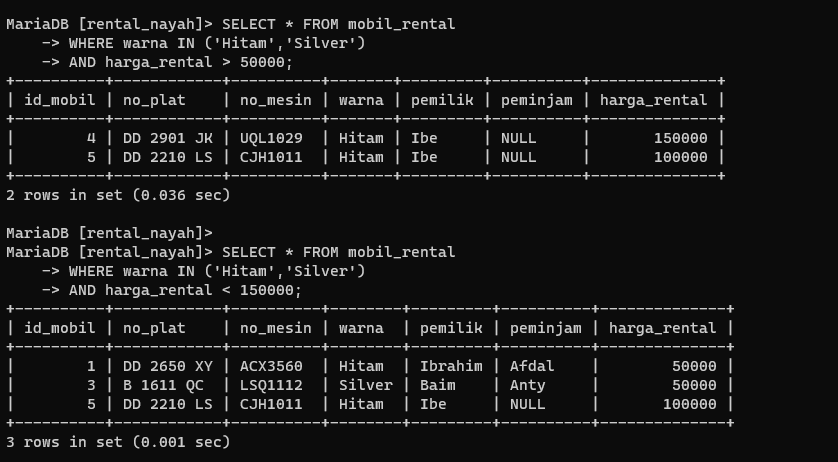 MariaDB [rental_nayah]> SELECT * FROM mobil_rental
    -> WHERE warna IN ('Hitam','Silver')
    -> AND harga_rental > 50000;
+----------+------------+----------+-------+---------+----------+--------------+
| id_mobil | no_plat    | no_mesin | warna | pemilik | peminjam | harga_rental |
+----------+------------+----------+-------+---------+----------+--------------+
|        4 | DD 2901 JK | UQL1029  | Hitam | Ibe     | NULL     |       150000 |
|        5 | DD 2210 LS | CJH1011  | Hitam | Ibe     | NULL     |       100000 |
+----------+------------+----------+-------+---------+----------+--------------+
2 rows in set (0.036 sec)

MariaDB [rental_nayah]>
MariaDB [rental_nayah]> SELECT * FROM mobil_rental
    -> WHERE warna IN ('Hitam','Silver')
    -> AND harga_rental < 150000;
+----------+------------+----------+--------+---------+----------+--------------+
| id_mobil | no_plat    | no_mesin | warna  | pemilik | peminjam | harga_rental |
+----------+------------+----------+--------+---------+----------+--------------+
|        1 | DD 2650 XY | ACX3560  | Hitam  | Ibrahim | Afdal    |        50000 |
|        3 | B 1611 QC  | LSQ1112  | Silver | Baim    | Anty     |        50000 |
|        5 | DD 2210 LS | CJH1011  | Hitam  | Ibe     | NULL     |       100000 |
+----------+------------+----------+--------+---------+----------+--------------+
3 rows in set (0.001 sec)